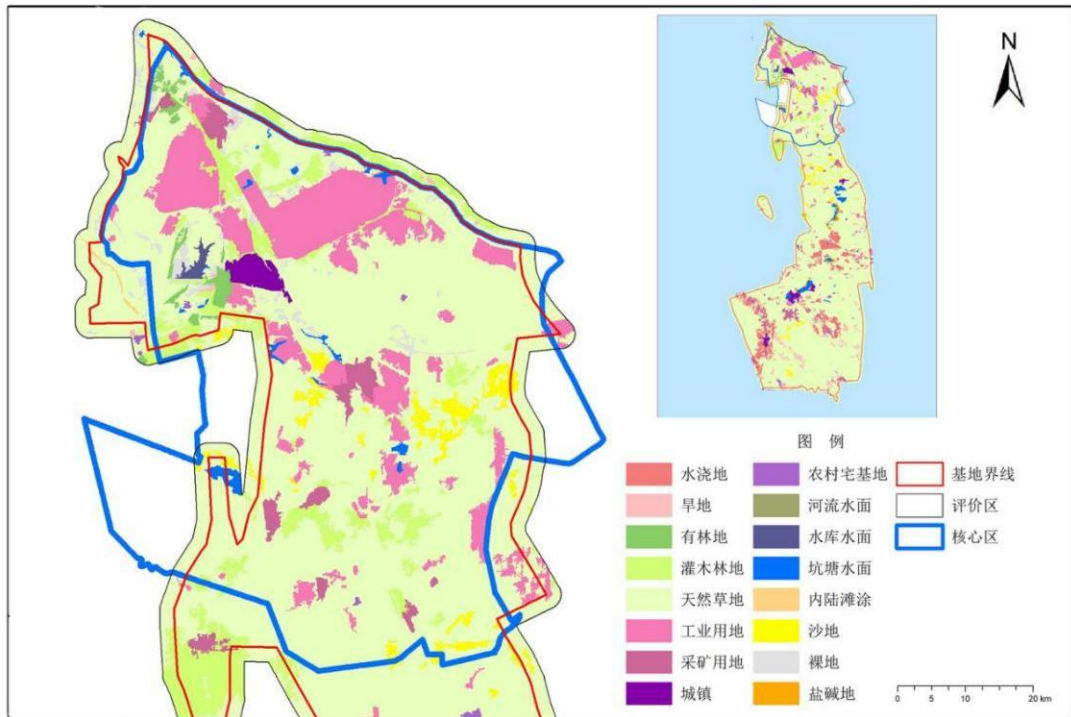 N
图 例
水浇地 农村宅基地 基地界线
旱地 河流水面 评价区
有林地 水库水面 核心区
灌木林地 坑塘水面
天然草地 内陆滩涂
工业用地 沙地
采矿用地 裸地
城镇 盐碱地
0 5 10 20 km